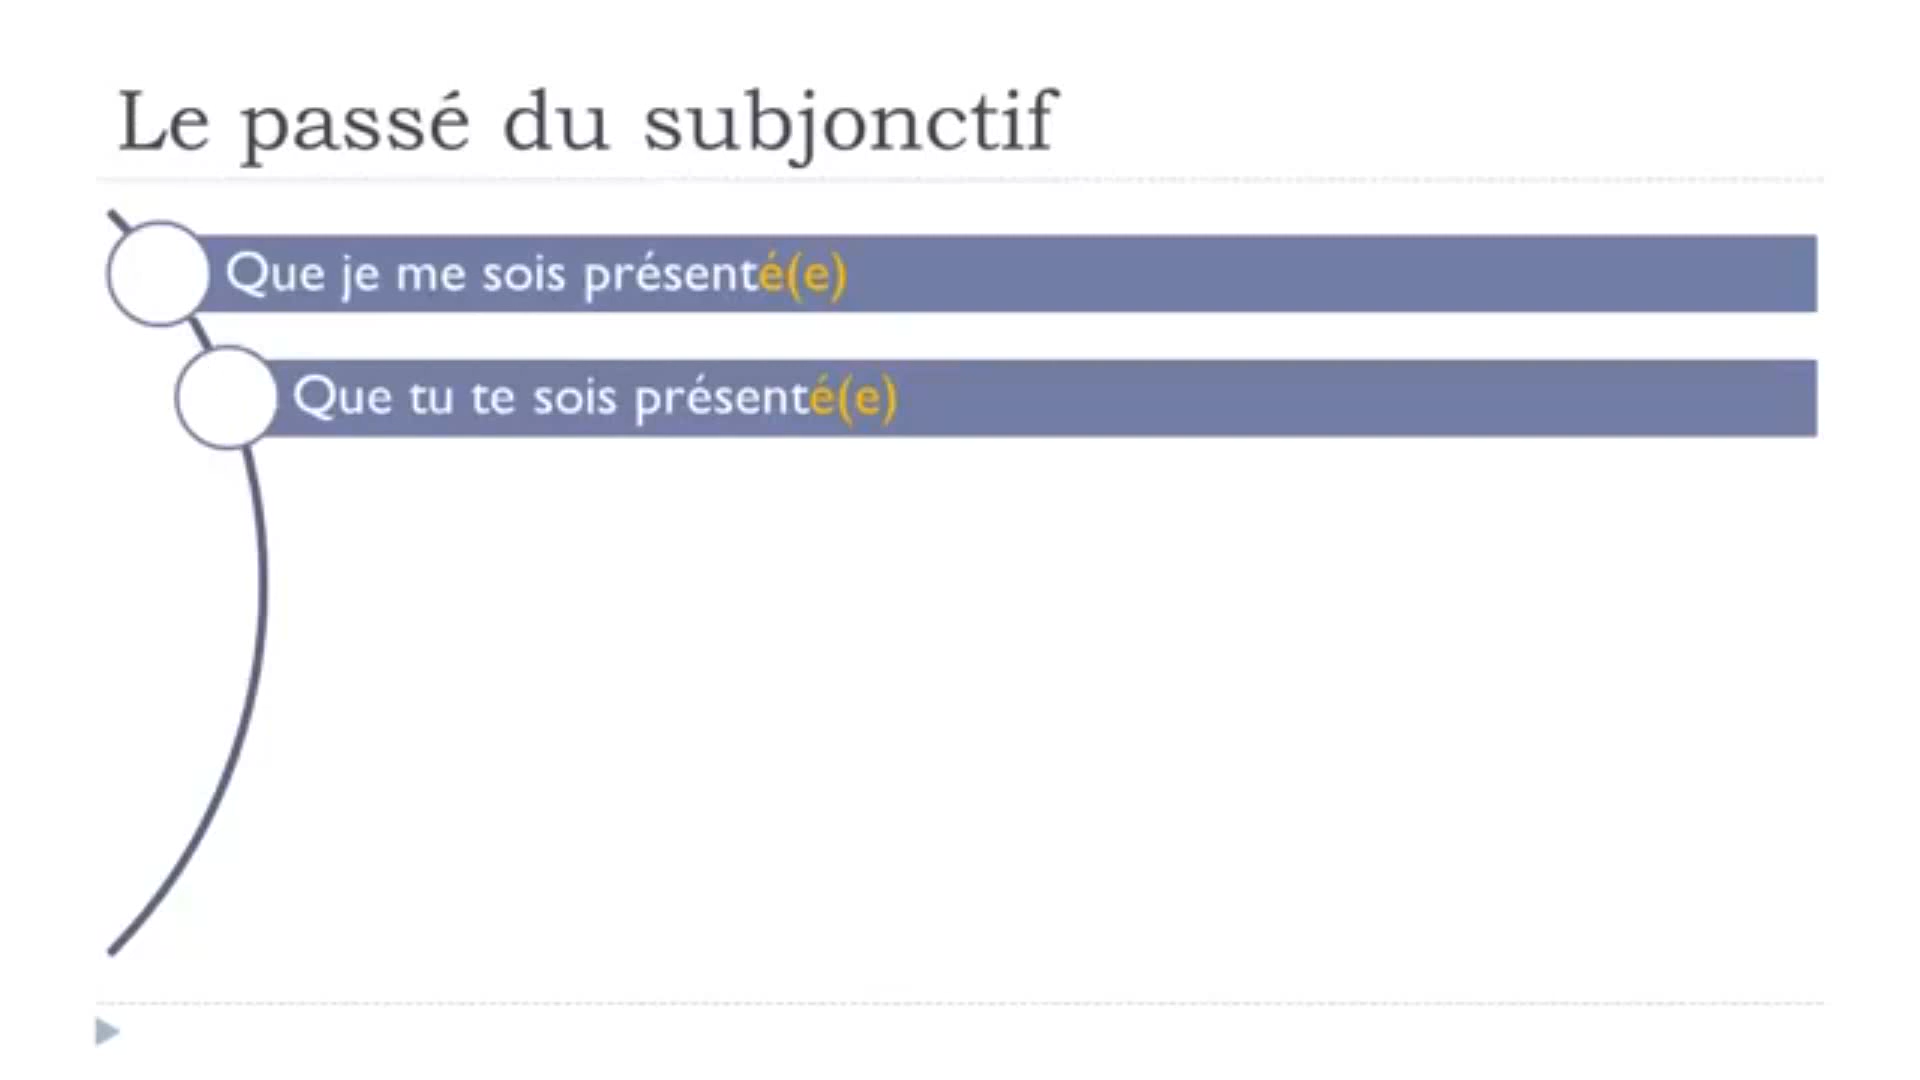 Le passé du subjonctif
Que je me sois présenté(e)
Que tu te sois présenté(e)